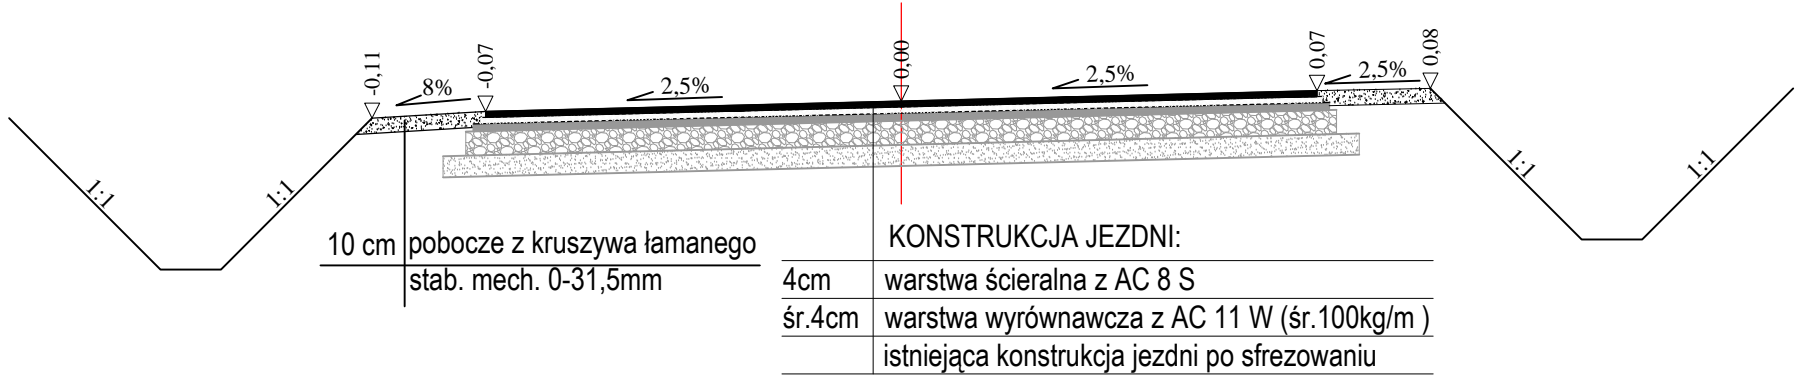 -0,11
-0,07
0,00
0,07
0,08
8%
2,5%
2,5%
2,5%
1:1
1:1
1:1
1:1
10 cm pobocze z kruszywa łamanego
stab. mech. 0-31,5mm
KONSTRUKCJA JEZDNI:
4cm warstwa ścieralna z AC 8 S
śr.4cm warstwa wyrównawcza z AC 11 W (śr.100kg/m )
istniejąca konstrukcja jezdni po sfrezowaniu